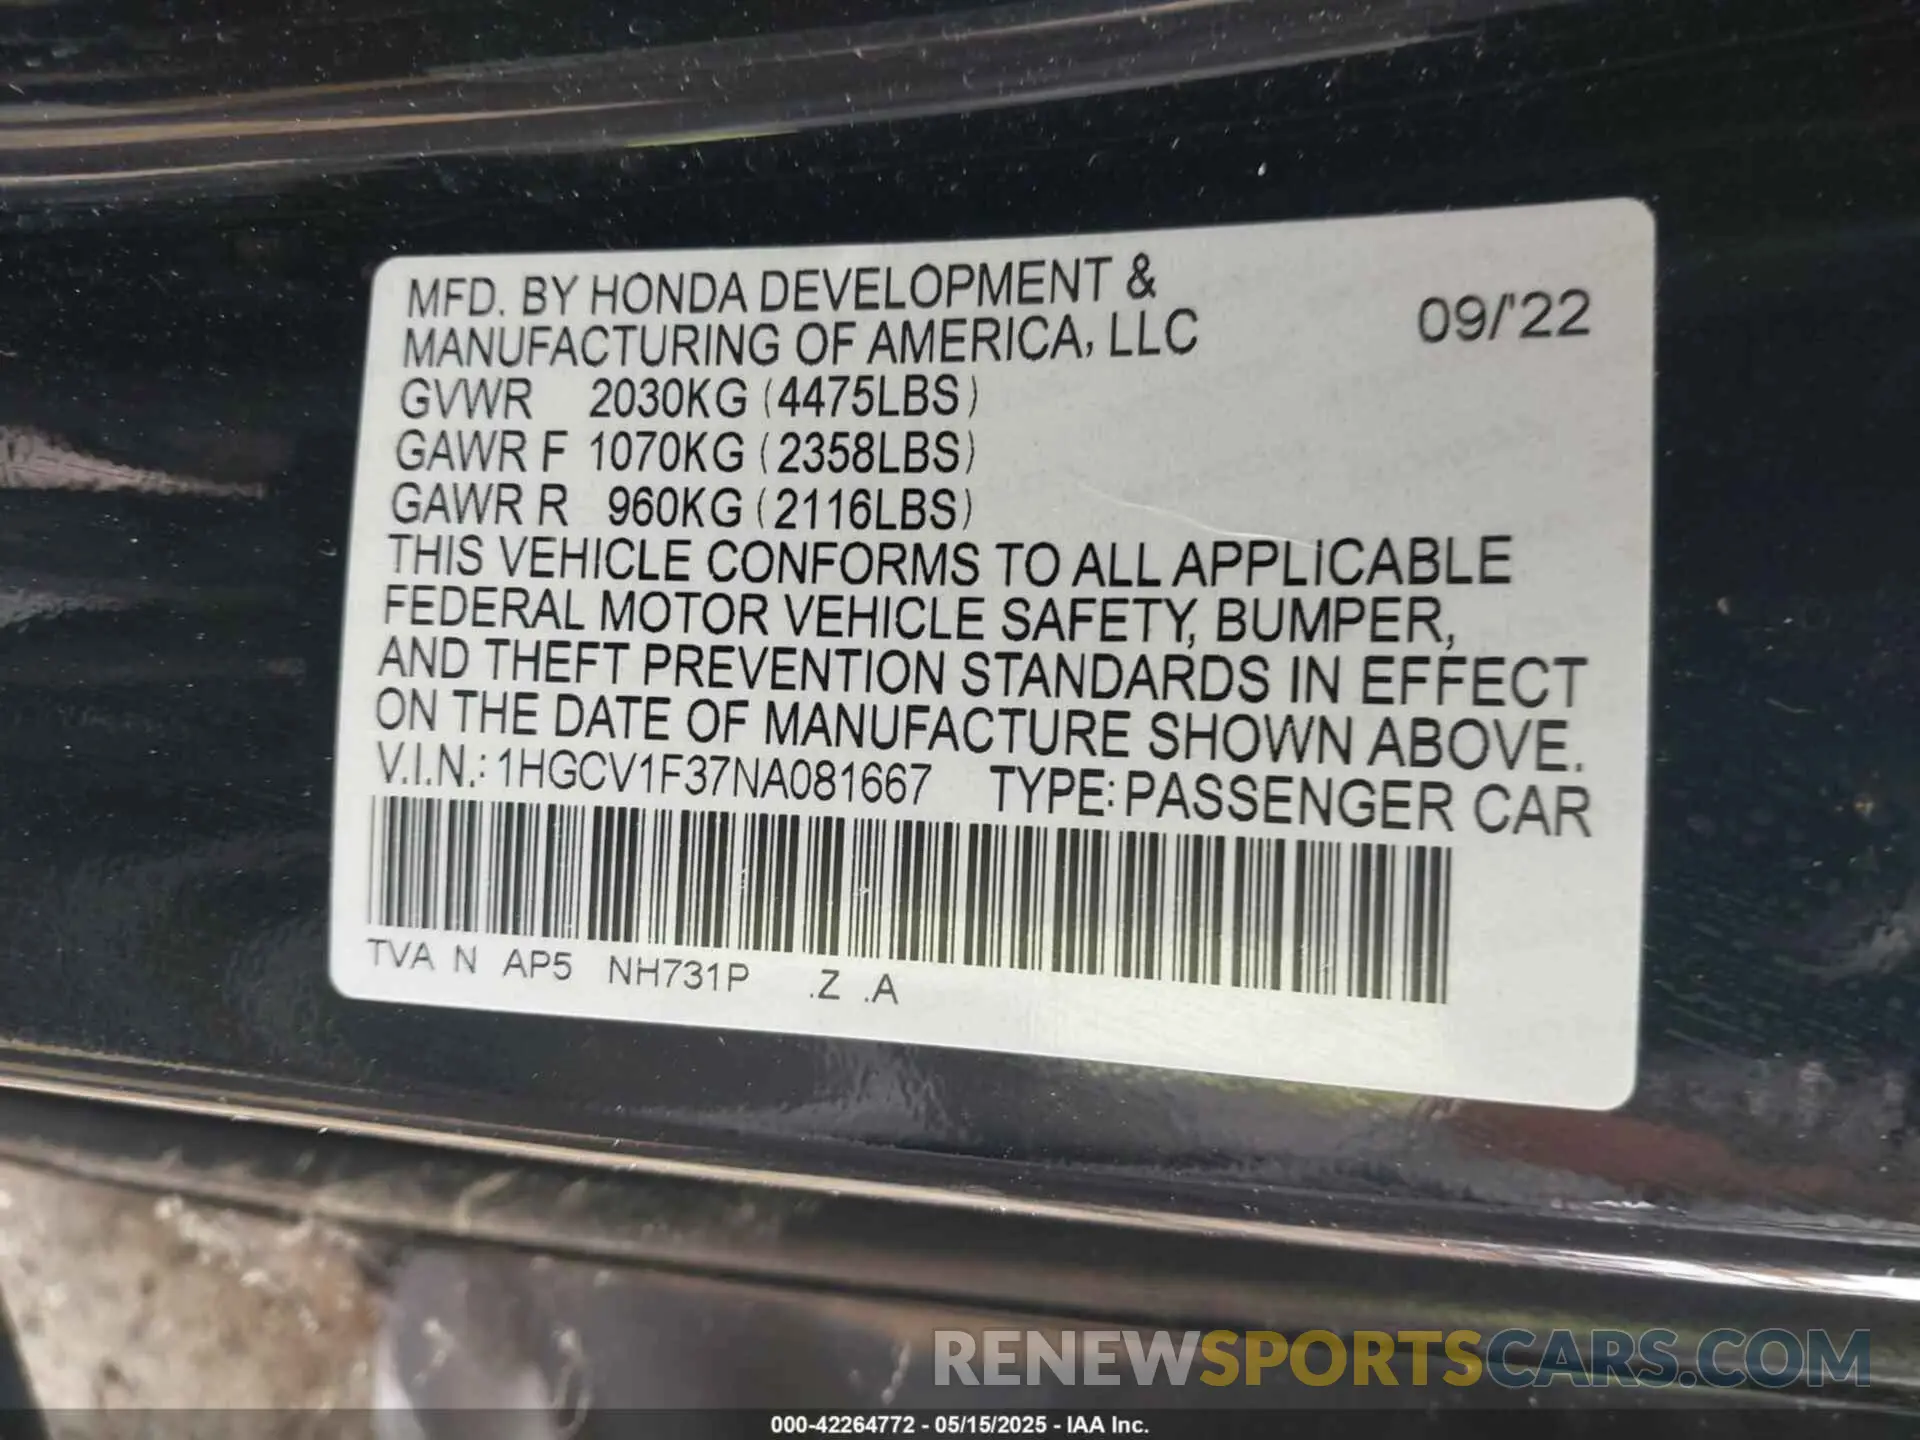 MFD. BY HONDA DEVELOPMENT &
MANUFACTURING OF AMERICA, LLC 09/'22
GVWR 2030KG (4475LBS)
GAWR F 1070KG (2358LBS)
GAWR R 960KG (2116LBS)
THIS VEHICLE CONFORMS TO ALL APPLICABLE
FEDERAL MOTOR VEHICLE SAFETY, BUMPER,
AND THEFT PREVENTION STANDARDS IN EFFECT
ON THE DATE OF MANUFACTURE SHOWN ABOVE.
V.I.N.: 1HGCV1F37NA081667 TYPE: PASSENGER CAR
TVA N AP5 NH731P .Z .A
RENEWSPORTSCARS.COM
000-42264772 - 05/15/2025 - IAA Inc.